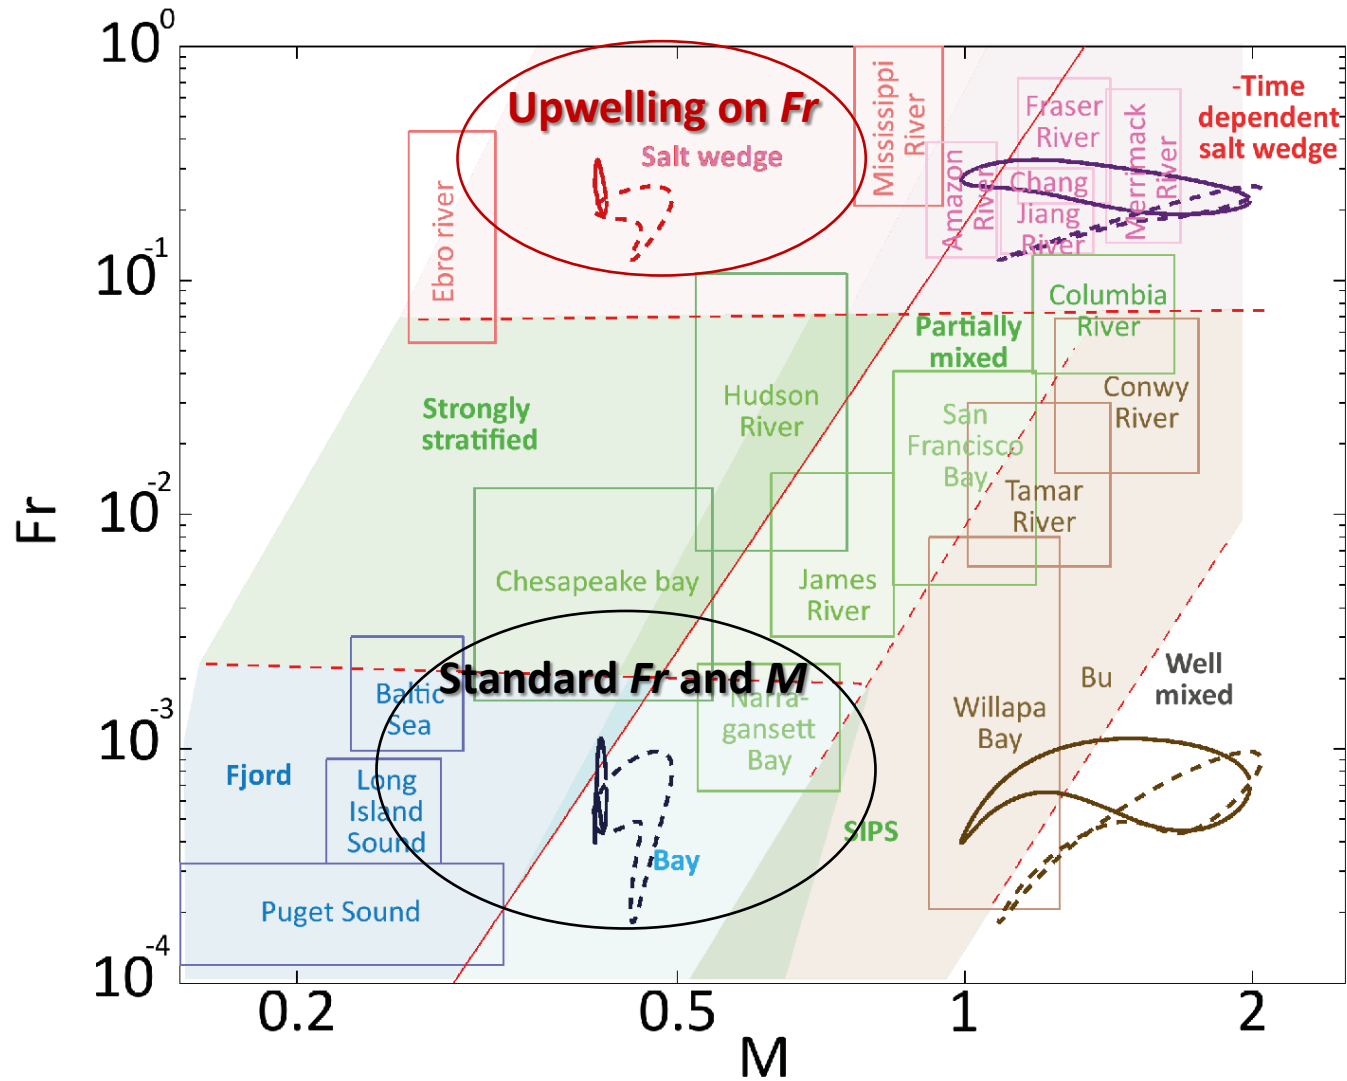 10^0
Upwelling on Fr
Salt wedge
Mississippi
River
Fraser
River
-Time
dependent
salt wedge
Merrimack
River
Amazon
River
Chang
Jiang
River
Ebro river
10^-1
Columbia
River
Partially
mixed
Strongly
stratified
Hudson
River
San
Francisco
Bay
Conwy
River
Tamar
River
10^-2
Fr
Chesapeake bay
James
River
Standard Fr and M
Baltic
Sea
Narra-
gansett
Bay
Bu
Well
mixed
Willapa
Bay
10^-3
Fjord
Long
Island
Sound
SIPS
Bay
Puget Sound
10^-4
0.2
0.5
1
2
M